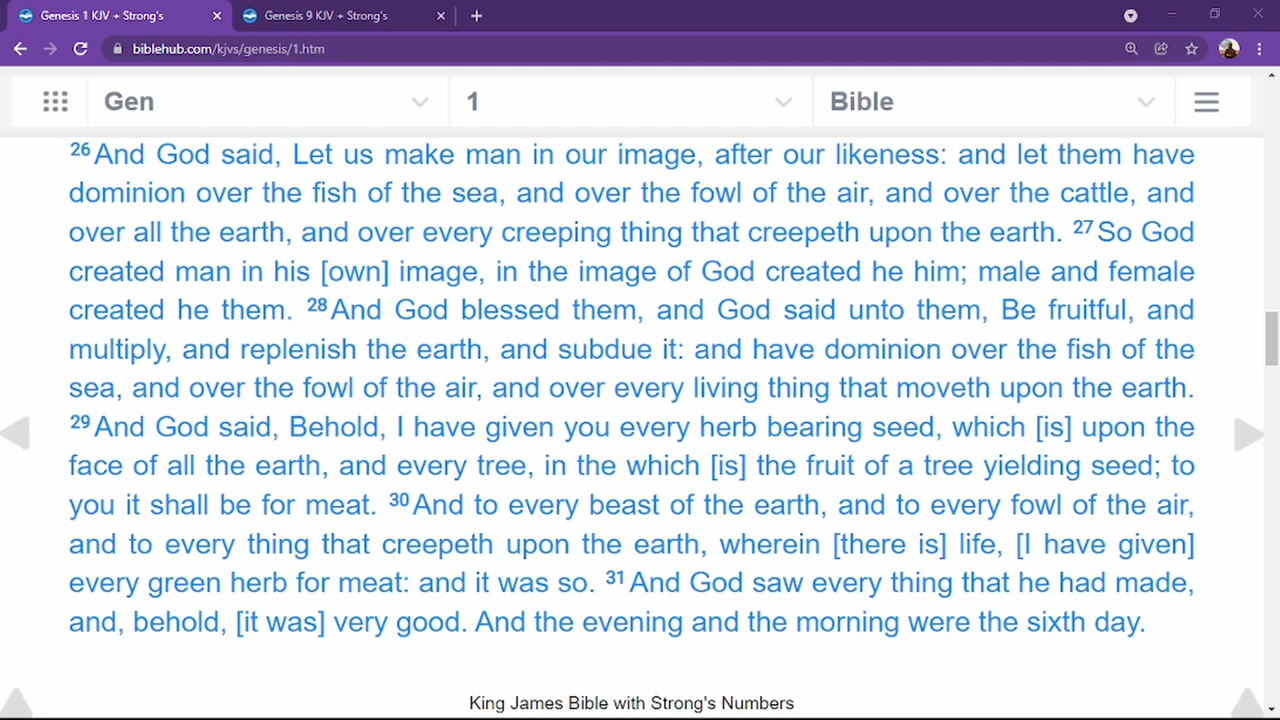 Genesis 1 KJV + Strong's
Genesis 9 KJV + Strong's
biblehub.com/kjvs/genesis/1.htm
Gen
1
Bible
26 And God said, Let us make man in our image, after our likeness: and let them have
dominion over the fish of the sea, and over the fowl of the air, and over the cattle, and
over all the earth, and over every creeping thing that creepeth upon the earth. 27 So God
created man in his [own] image, in the image of God created he him; male and female
created he them. 28 And God blessed them, and God said unto them, Be fruitful, and
multiply, and replenish the earth, and subdue it: and have dominion over the fish of the
sea, and over the fowl of the air, and over every living thing that moveth upon the earth.
29 And God said, Behold, I have given you every herb bearing seed, which [is] upon the
face of all the earth, and every tree, in the which [is] the fruit of a tree yielding seed; to
you it shall be for meat. 30 And to every beast of the earth, and to every fowl of the air,
and to every thing that creepeth upon the earth, wherein [there is] life, [I have given]
every green herb for meat: and it was so. 31 And God saw every thing that he had made,
and, behold, [it was] very good. And the evening and the morning were the sixth day.
King James Bible with Strong's Numbers